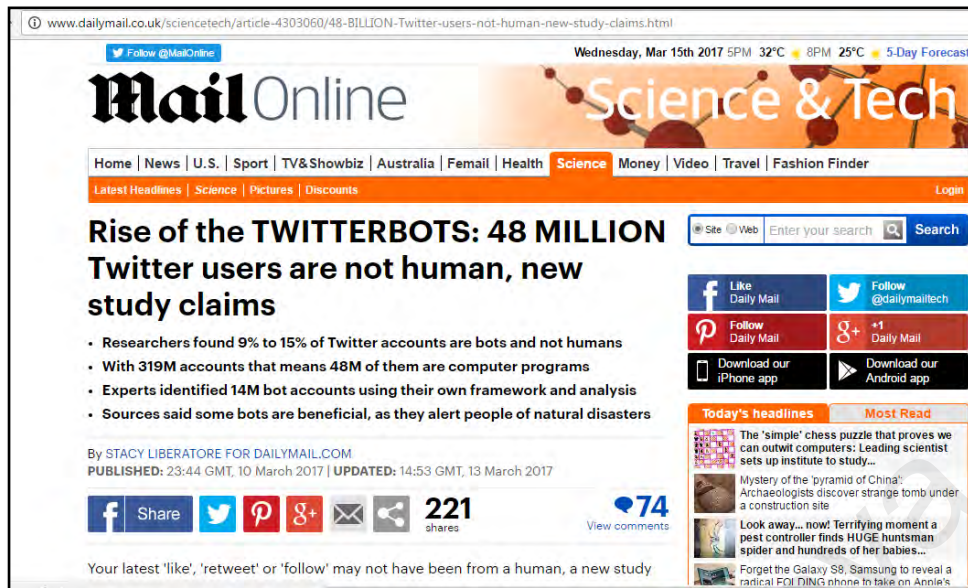 www.dailymail.co.uk/sciencetech/article-4303060/48-BILLION-Twitter-users-not-human-new-study-claims.html
Follow @MailOnline
Wednesday, Mar 15th 2017 5PM 32°C 8PM 25°C 5-Day Forecast
Mail Online
Science & Tech
Home | News | U.S. | Sport | TV&Showbiz | Australia | Femail | Health | Science | Money | Video | Travel | Fashion Finder
Latest Headlines | Science | Pictures | Discounts
Login
Rise of the TWITTERBOTS: 48 MILLION
Twitter users are not human, new
study claims
• Researchers found 9% to 15% of Twitter accounts are bots and not humans
• With 319M accounts that means 48M of them are computer programs
• Experts identified 14M bot accounts using their own framework and analysis
• Sources said some bots are beneficial, as they alert people of natural disasters
By STACY LIBERATORE FOR DAILYMAIL.COM
PUBLISHED: 23:44 GMT, 10 March 2017 | UPDATED: 14:53 GMT, 13 March 2017
Share
221
shares
74
View comments
Your latest 'like', 'retweet' or 'follow' may not have been from a human, a new study
Site Web Enter your search Search
Like
Daily Mail
Follow
@dailymailtech
Follow
Daily Mail
+1
Daily Mail
Download our
iPhone app
Download our
Android app
Today's headlines
Most Read
The 'simple' chess puzzle that proves we
can outwit computers: Leading scientist
sets up institute to study...
Mystery of the 'pyramid of China':
Archaeologists discover strange tomb under
a construction site
Look away... now! Terrifying moment a
pest controller finds HUGE huntsman
spider and hundreds of her babies...
Forget the Galaxy S8, Samsung to reveal a
radical FOLDING phone to take on Apple's